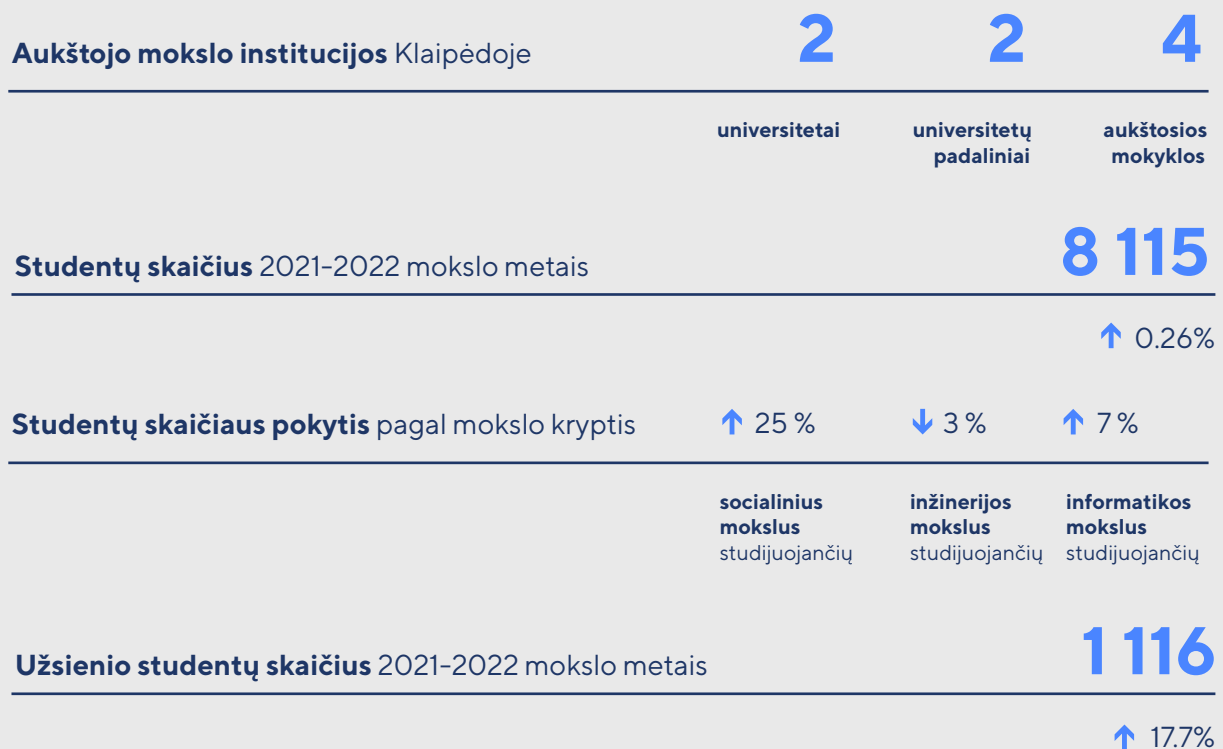 Aukštojo mokslo institucijos Klaipėdoje 2 2 4
universitetai universitetų aukštosios
padaliniai mokyklos
Studentų skaičius 2021-2022 mokslo metais 8 115
↑ 0.26%
Studentų skaičiaus pokytis pagal mokslo kryptis ↑ 25 % ↓ 3 % ↑ 7 %
socialinius inžinerijos informatikos
mokslus mokslus mokslus
studijuojančių studijuojančių studijuojančių
Užsienio studentų skaičius 2021-2022 mokslo metais 1 116
↑ 17.7%